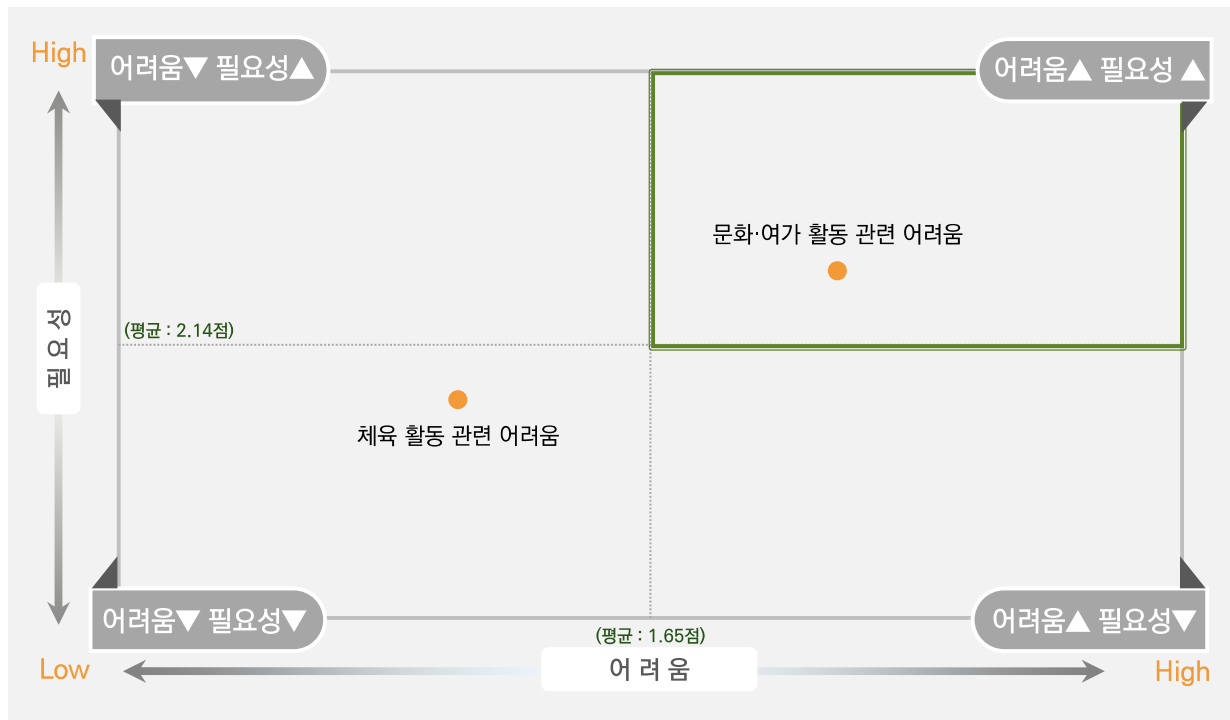 High
어려움▼ 필요성▲
어려움▲ 필요성 ▲
문화·여가 활동 관련 어려움
(평균 : 2.14점)
필요성
체육 활동 관련 어려움
어려움▼ 필요성▼
어려움▲ 필요성▼
(평균 : 1.65점)
Low
어 려 움
High